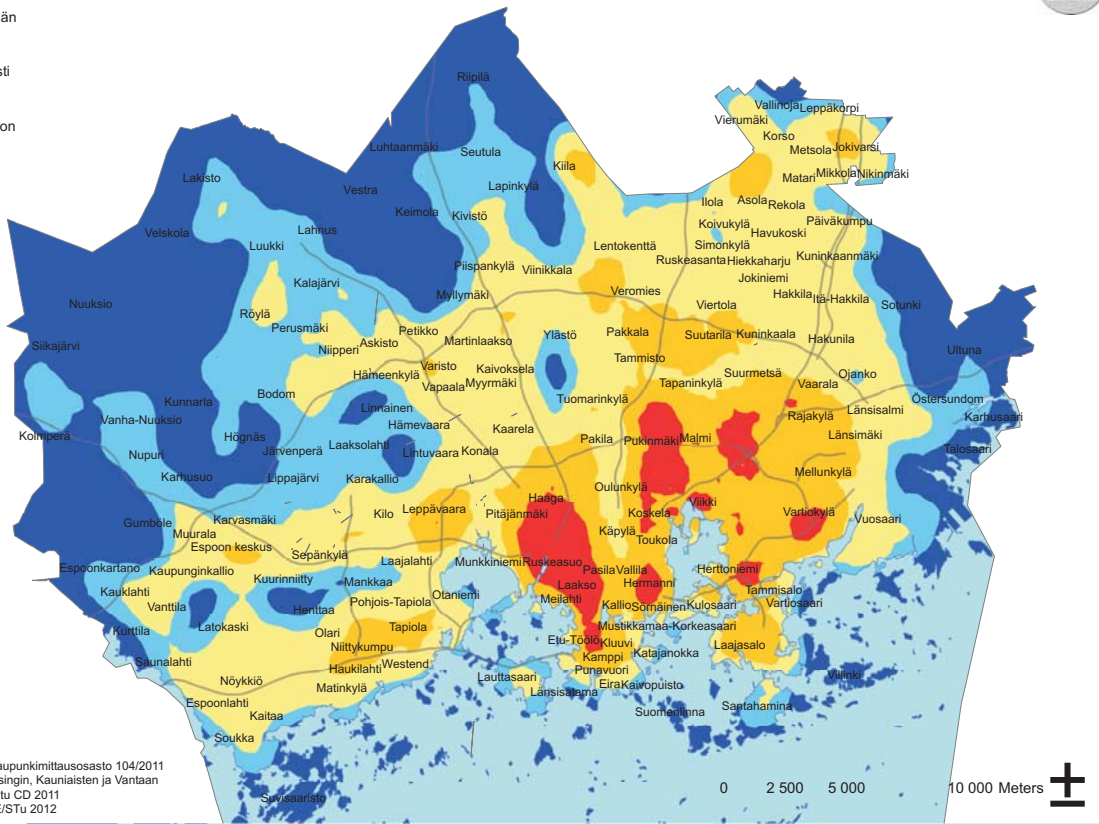 än
sti
on
Riipilä
Vallinoja Leppäkorpi
Vierumäki
Korso
Luhtaanmäki
Seutula
Metsola Jokivarsi
Kiila
Lakisto
Vestra
Lapinkylä
Matari Mikkola Nikinmäki
Ilola Asola Rekola
Keimola Kivistö
Velskola Lahnus
Koivukylä Päiväkumpu
Havukoski
Luukki
Lentokenttä
Simonkylä
Piispankylä Viinikkala
Ruskeasanta Hiekkaharju Kuninkaanmäki
Kalajärvi
Jokiniemi
Nuuksio
Myllymäki
Veromies
Hakkila Itä-Hakkila
Viertola
Sotunki
Röylä
Perusmäki
Petikko
Ylästö
Pakkala
Suutarila Kuninkaala
Siikajärvi
Niipperi Askisto
Martinlaakso
Hakunila
Ultuna
Tammisto
Hämeenkylä Varisto
Kaivoksela
Suurmetsä
Ojanko
Vapaala Myyrmäki
Tapaninkylä
Vaarala
Kunnarla
Bodom
Tuomarinkylä
Östersundom
Linnainen
Rajakylä
Länsisalmi
Karhusaari
Vanha-Nuuksio
Hämevaara
Kaarela
Kolmperä
Högnäs
Laaksolahti
Pakila
Pukinmäki Malmi
Länsimäki
Nupuri
Järvenperä
Lintuvaara Konala
Talosaari
Karhusuo
Lippajärvi
Karakallio
Mellunkylä
Oulunkylä
Haaga
Viikki
Gumböle
Karvasmäki
Kilo
Leppävaara
Pitäjänmäki
Koskela
Vartiokylä
Vuosaari
Muurala
Käpylä
Espoon keskus
Sepänkylä
Toukola
Espoonkartano
Kaupunginkallio
Laajalahti
Munkkiniemi Ruskeasuo
Pasila Vallila
Herttoniemi
Kauklahti
Kuurinniitty
Mankkaa
Laakso
Hermanni
Tammisalo
Vanttila
Henttaa
Pohjois-Tapiola
Otaniemi
Meilahti
Kallio Sörnäinen Kulosaari
Vartiosaari
Kurttila
Latokaski
Olari
Tapiola
Mustikkamaa-Korkeasaari
Niittykumpu
Etu-Töölö Kluuvi
Laajasalo
Saunalahti
Haukilahti Westend
Kamppi
Katajanokka
Nöykkiö
Matinkylä
Lauttasaari
Punavuori
Villinki
Espoonlahti
Länsisatama
Eira Kaivopuisto
Kaitaa
Suomenlinna
Santahamina
Soukka
aupunkimittausosasto 104/2011
singin, Kauniaisten ja Vantaan
tu CD 2011
E/STu 2012
Suvisaaristo
0 2 500 5 000 10 000 Meters